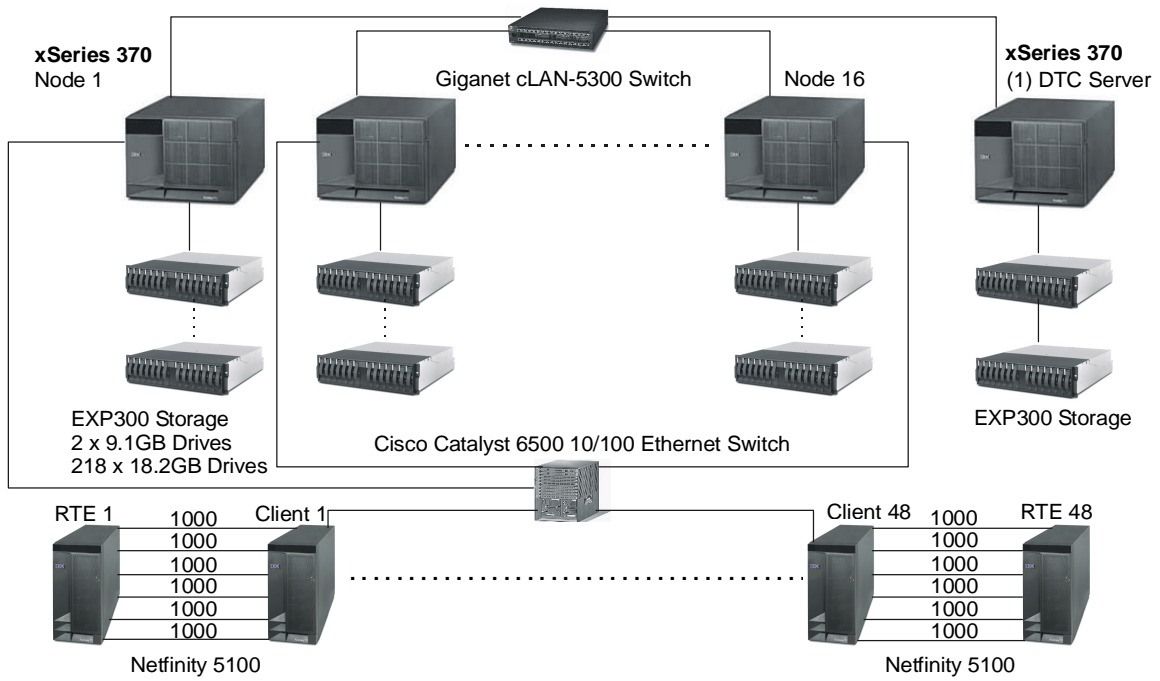 xSeries 370
Node 1
Giganet cLAN-5300 Switch
Node 16
xSeries 370
(1) DTC Server
EXP300 Storage
2 x 9.1GB Drives
218 x 18.2GB Drives
EXP300 Storage
Cisco Catalyst 6500 10/100 Ethernet Switch
RTE 1
Client 1
1000
1000
1000
1000
1000
1000
Netfinity 5100
Client 48
RTE 48
1000
1000
1000
1000
1000
1000
Netfinity 5100